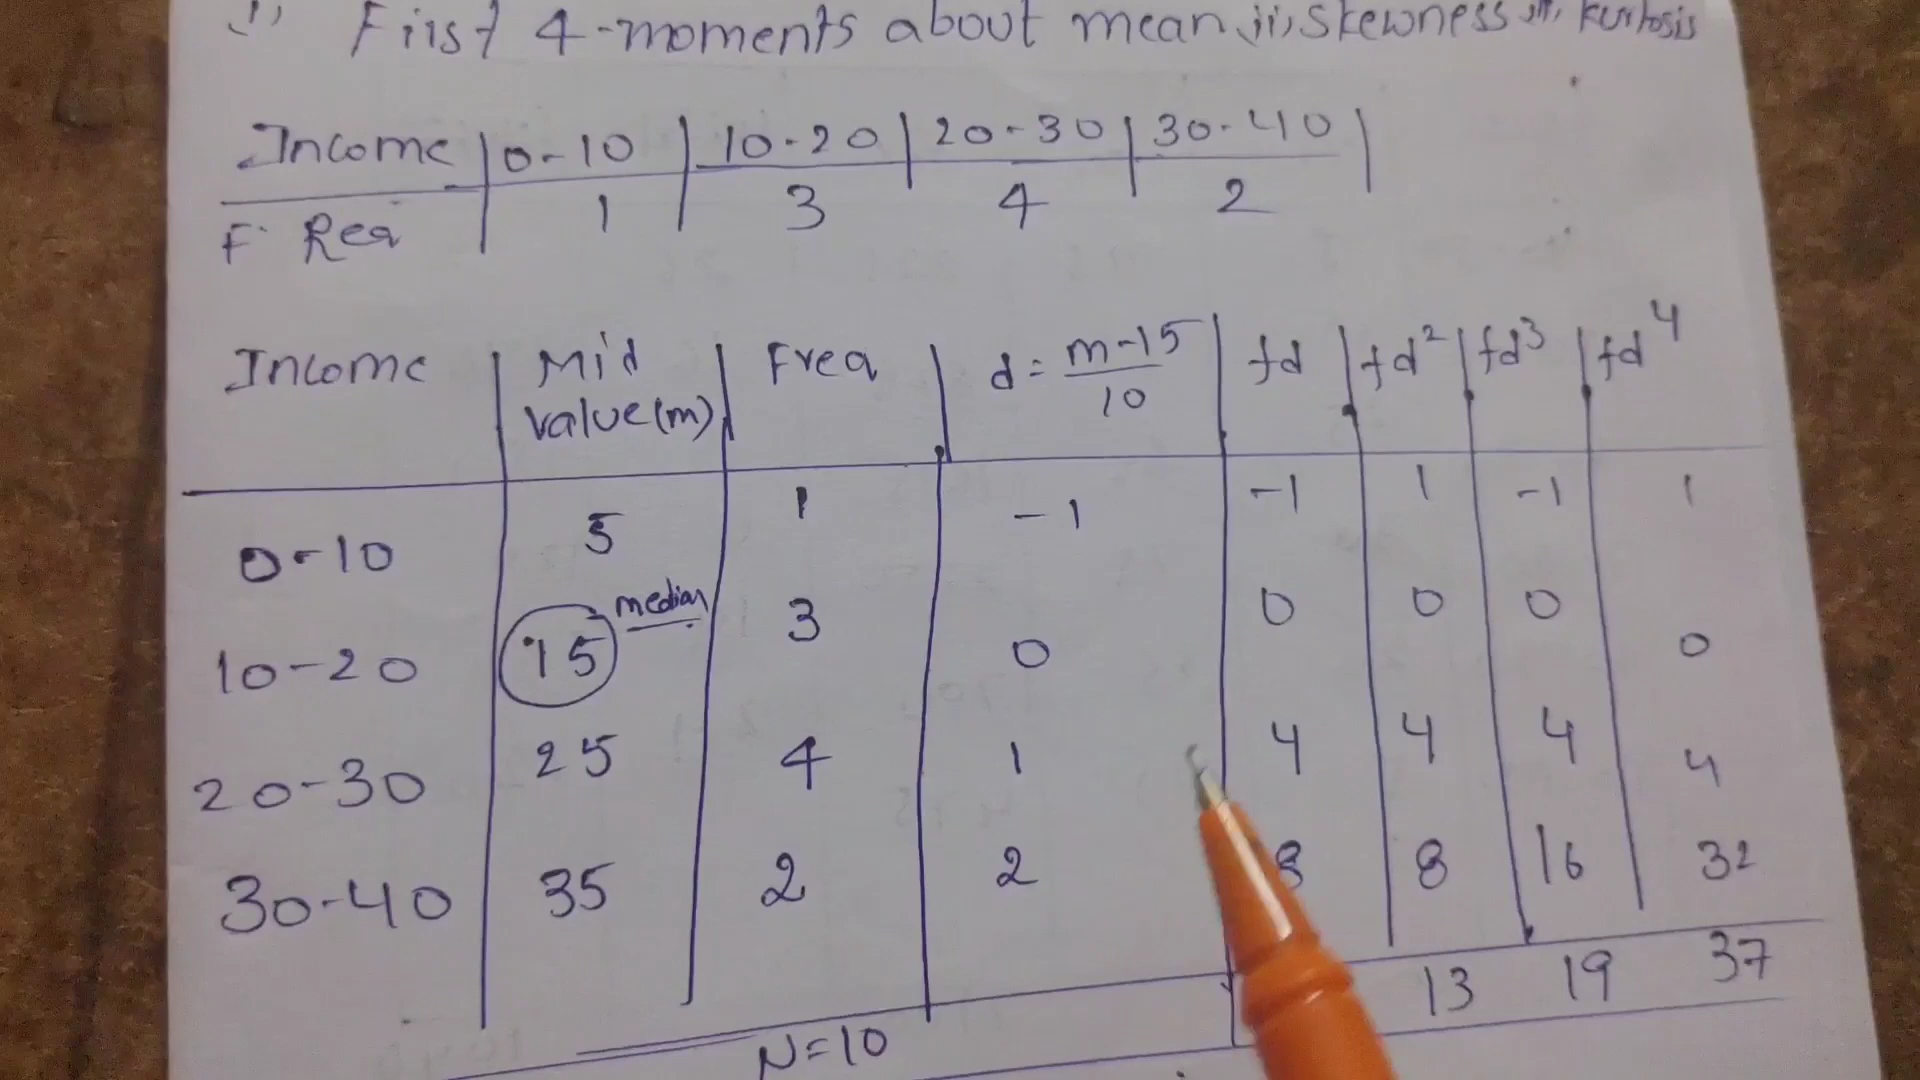 i) First 4-moments about mean ii) Skewness iii) kurtosis
Income 0-10 10-20 20-30 30-40
F. Req 1 3 4 2
Income Mid value(m) Freq d = m-15/10 fd fd² fd³ fd⁴
0-10 5 1 -1 -1 1 -1 1
10-20 15 median 3 0 0 0 0 0
20-30 25 4 1 4 4 4 4
30-40 35 2 2 8 16 32
13 19 37
N=10